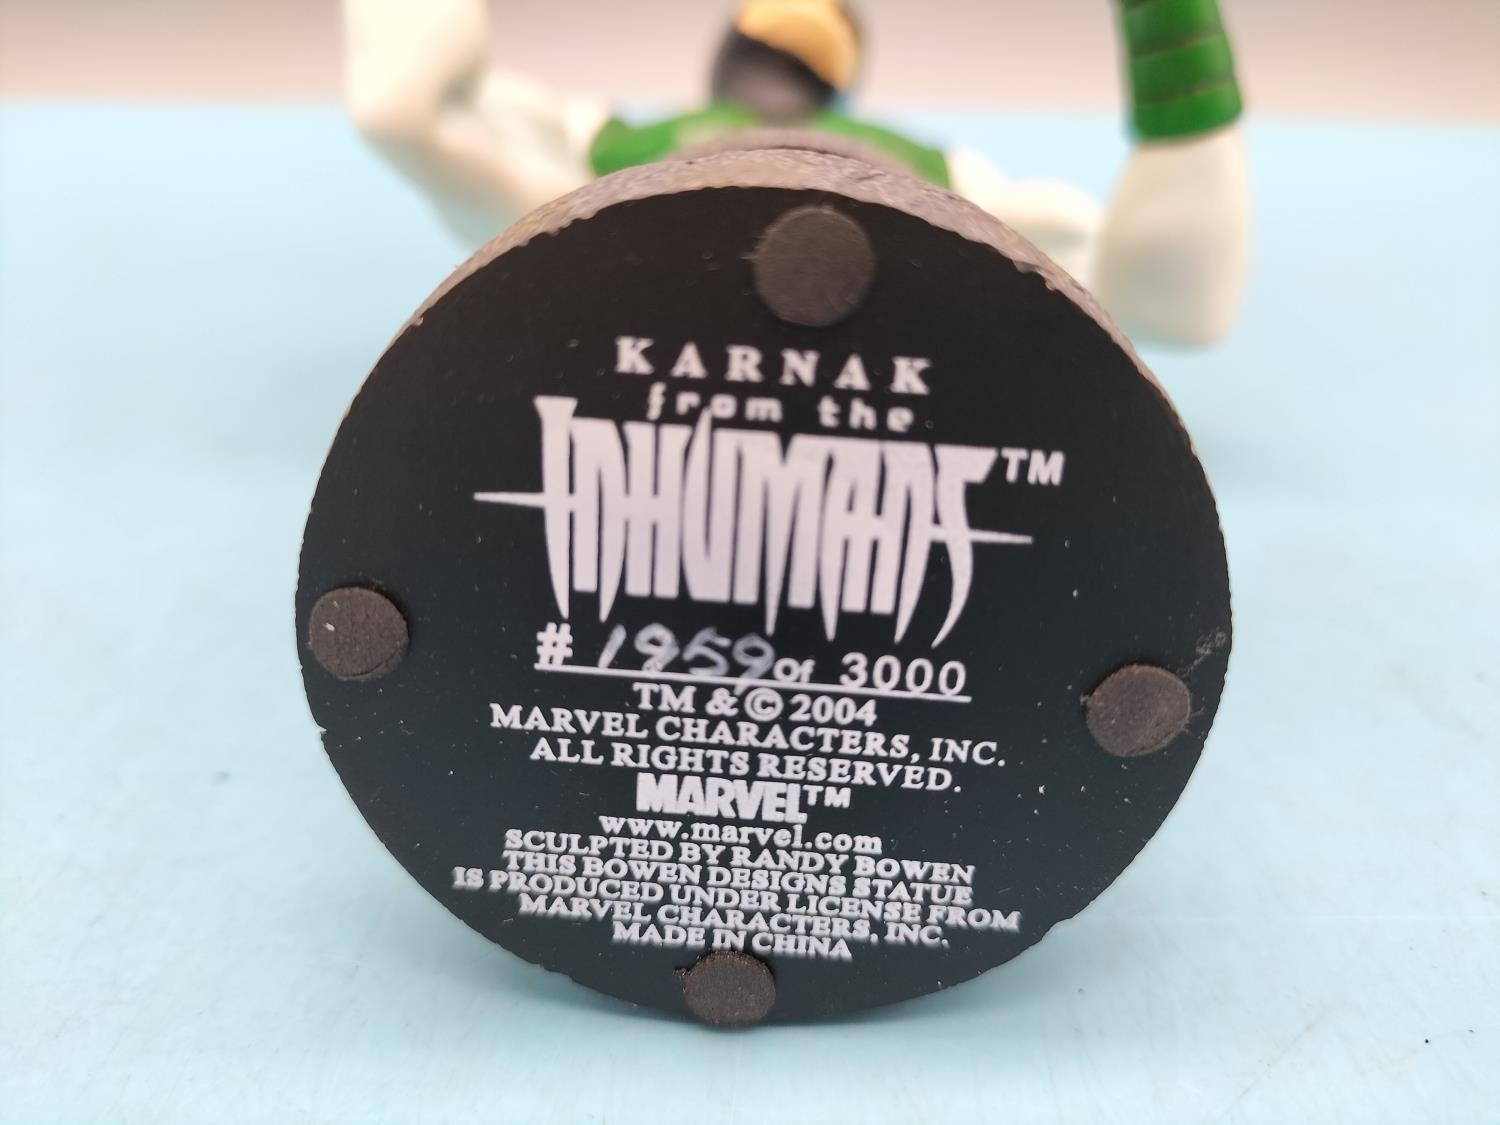 KARNAK
from the
INHUMANS™
# 1959 of 3000
TM & © 2004
MARVEL CHARACTERS, INC.
ALL RIGHTS RESERVED.
MARVEL™
www.marvel.com
SCULPTED BY RANDY BOWEN
THIS BOWEN DESIGNS STATUE
IS PRODUCED UNDER LICENSE FROM
MARVEL CHARACTERS, INC.
MADE IN CHINA